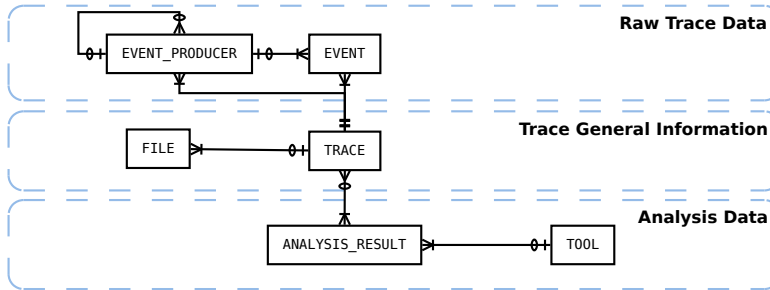 Raw Trace Data
EVENT_PRODUCER
EVENT
Trace General Information
FILE
TRACE
Analysis Data
ANALYSIS_RESULT
TOOL